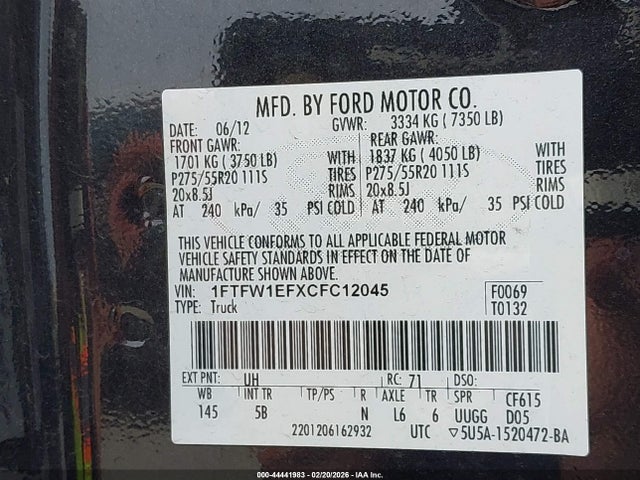 MFD. BY FORD MOTOR CO.
DATE: 06/12 GVWR: 3334 KG ( 7350 LB)
FRONT GAWR: REAR GAWR:
1701 KG ( 3750 LB) WITH 1837 KG ( 4050 LB) WITH
P275/55R20 111S TIRES P275/55R20 111S TIRES
20x8.5J RIMS 20x8.5J RIMS
AT 240 kPa/ 35 PSI COLD AT 240 kPa/ 35 PSI COLD
THIS VEHICLE CONFORMS TO ALL APPLICABLE FEDERAL MOTOR
VEHICLE SAFETY STANDARDS IN EFFECT ON THE DATE OF
MANUFACTURE SHOWN ABOVE.
VIN: 1FTFW1EFXCFC12045 F0069
TYPE: Truck T0132
EXT PNT: UH RC: 71 DSO:
WB INT TR TP/PS R AXLE TR SPR CF615
145 5B N L6 6 UUGG D05
2201206162932 UTC ▽5U5A-1520472-BA
000-44441983 - 02/20/2026 - IAAI.COM